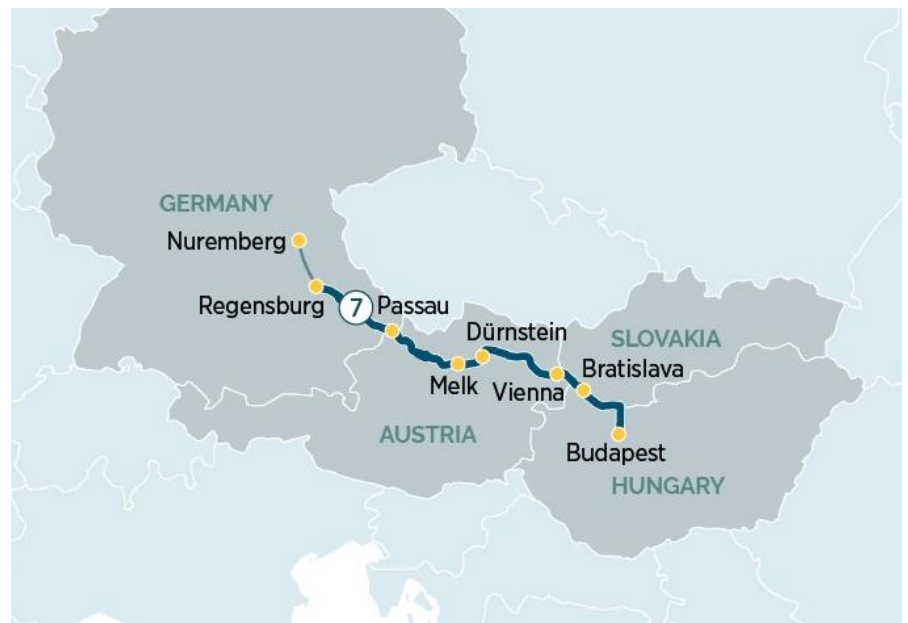 GERMANY
Nuremberg
Regensburg
7
Passau
Dürnstein
Melk
Vienna
SLOVAKIA
Bratislava
AUSTRIA
Budapest
HUNGARY